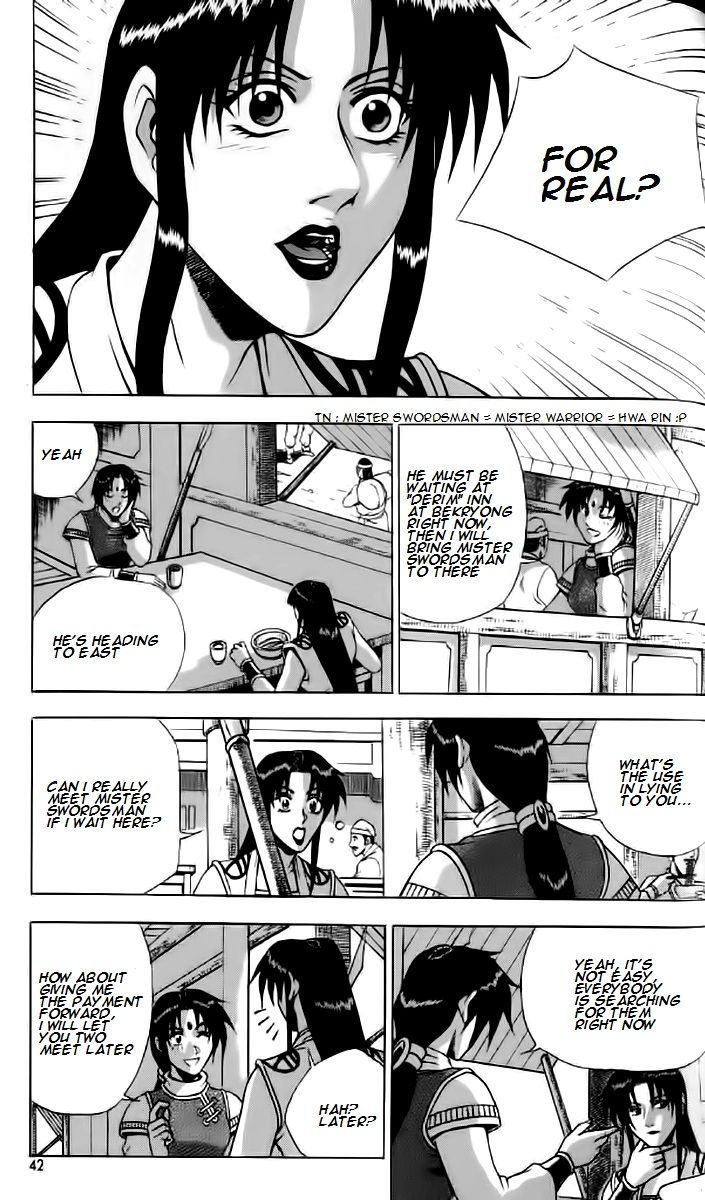 FOR
REAL?
TN : MISTER SWORDSMAN = MISTER WARRIOR = HWA RIN :P
YEAH
HE'S HEADING
TO EAST
HE MUST BE
WAITING AT
"DERIM" INN
AT BEKRYONG
RIGHT NOW,
THEN I WILL
BRING MISTER
SWORDSMAN
TO THERE
CAN I REALLY
MEET MISTER
SWORDSMAN
IF I WAIT HERE?
WHAT'S
THE USE
IN LYING
TO YOU...
HOW ABOUT
GIVING ME
THE PAYMENT
FORWARD,
I WILL LET
YOU TWO
MEET LATER
HAH?
LATER?
YEAH, IT'S
NOT EASY,
EVERYBODY
IS SEARCHING
FOR THEM
RIGHT NOW
42